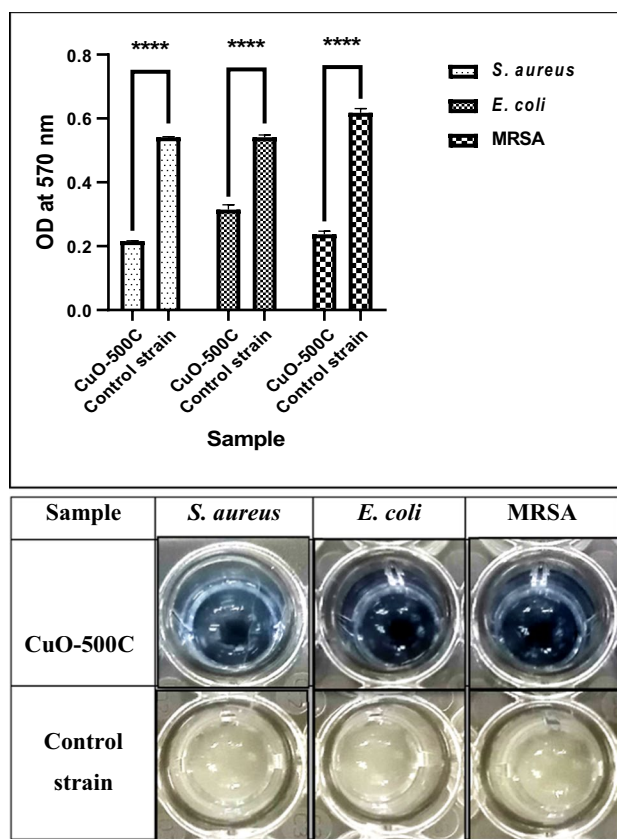 **** **** ****
S. aureus
E. coli
MRSA
OD at 570 nm
0.8
0.6
0.4
0.2
0.0
CuO-500C
Control strain
CuO-500C
Control strain
CuO-500C
Control strain
Sample
Sample S. aureus E. coli MRSA
CuO-500C
Control
strain